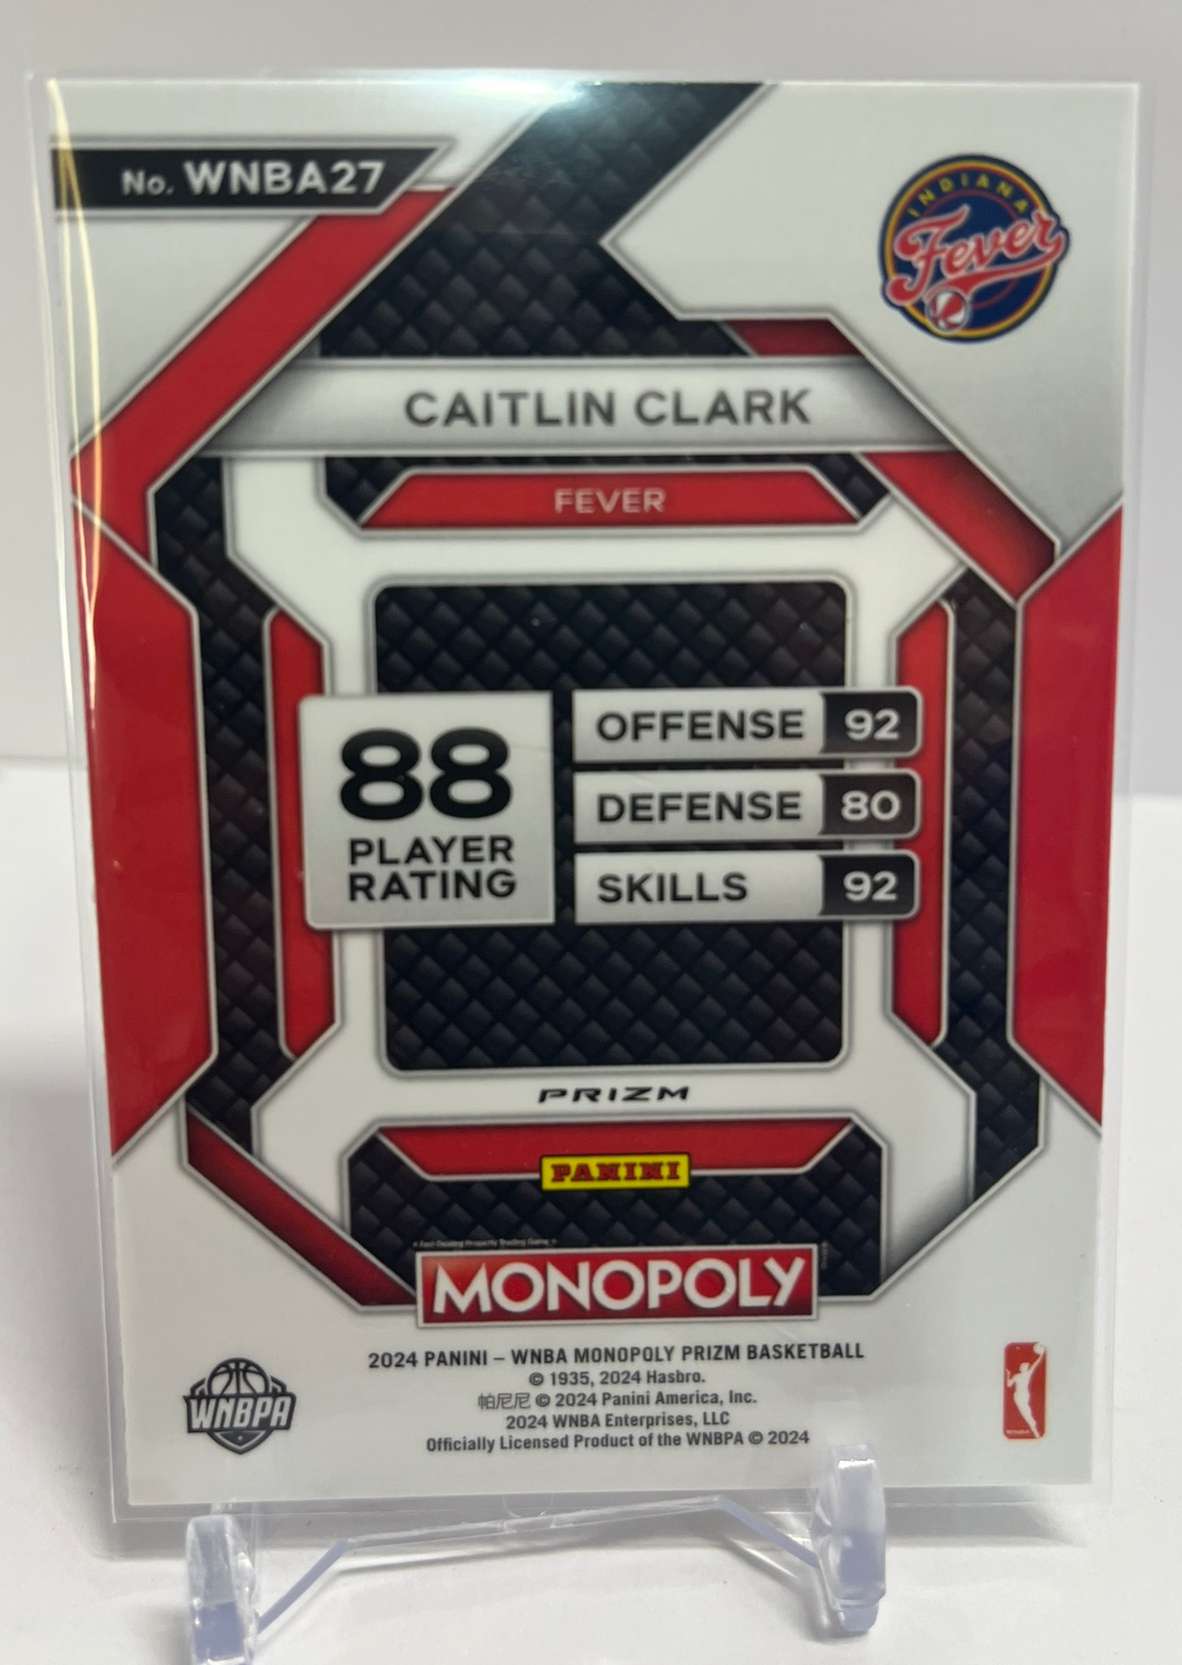 No. WNBA27
INDIANA
Fever
CAITLIN CLARK
FEVER
88
PLAYER
RATING
OFFENSE 92
DEFENSE 80
SKILLS 92
PRIZM
PANINI
MONOPOLY
2024 PANINI – WNBA MONOPOLY PRIZM BASKETBALL
© 1935, 2024 Hasbro.
帕尼尼 © 2024 Panini America, Inc.
2024 WNBA Enterprises, LLC
Officially Licensed Product of the WNBPA © 2024
WNBPA